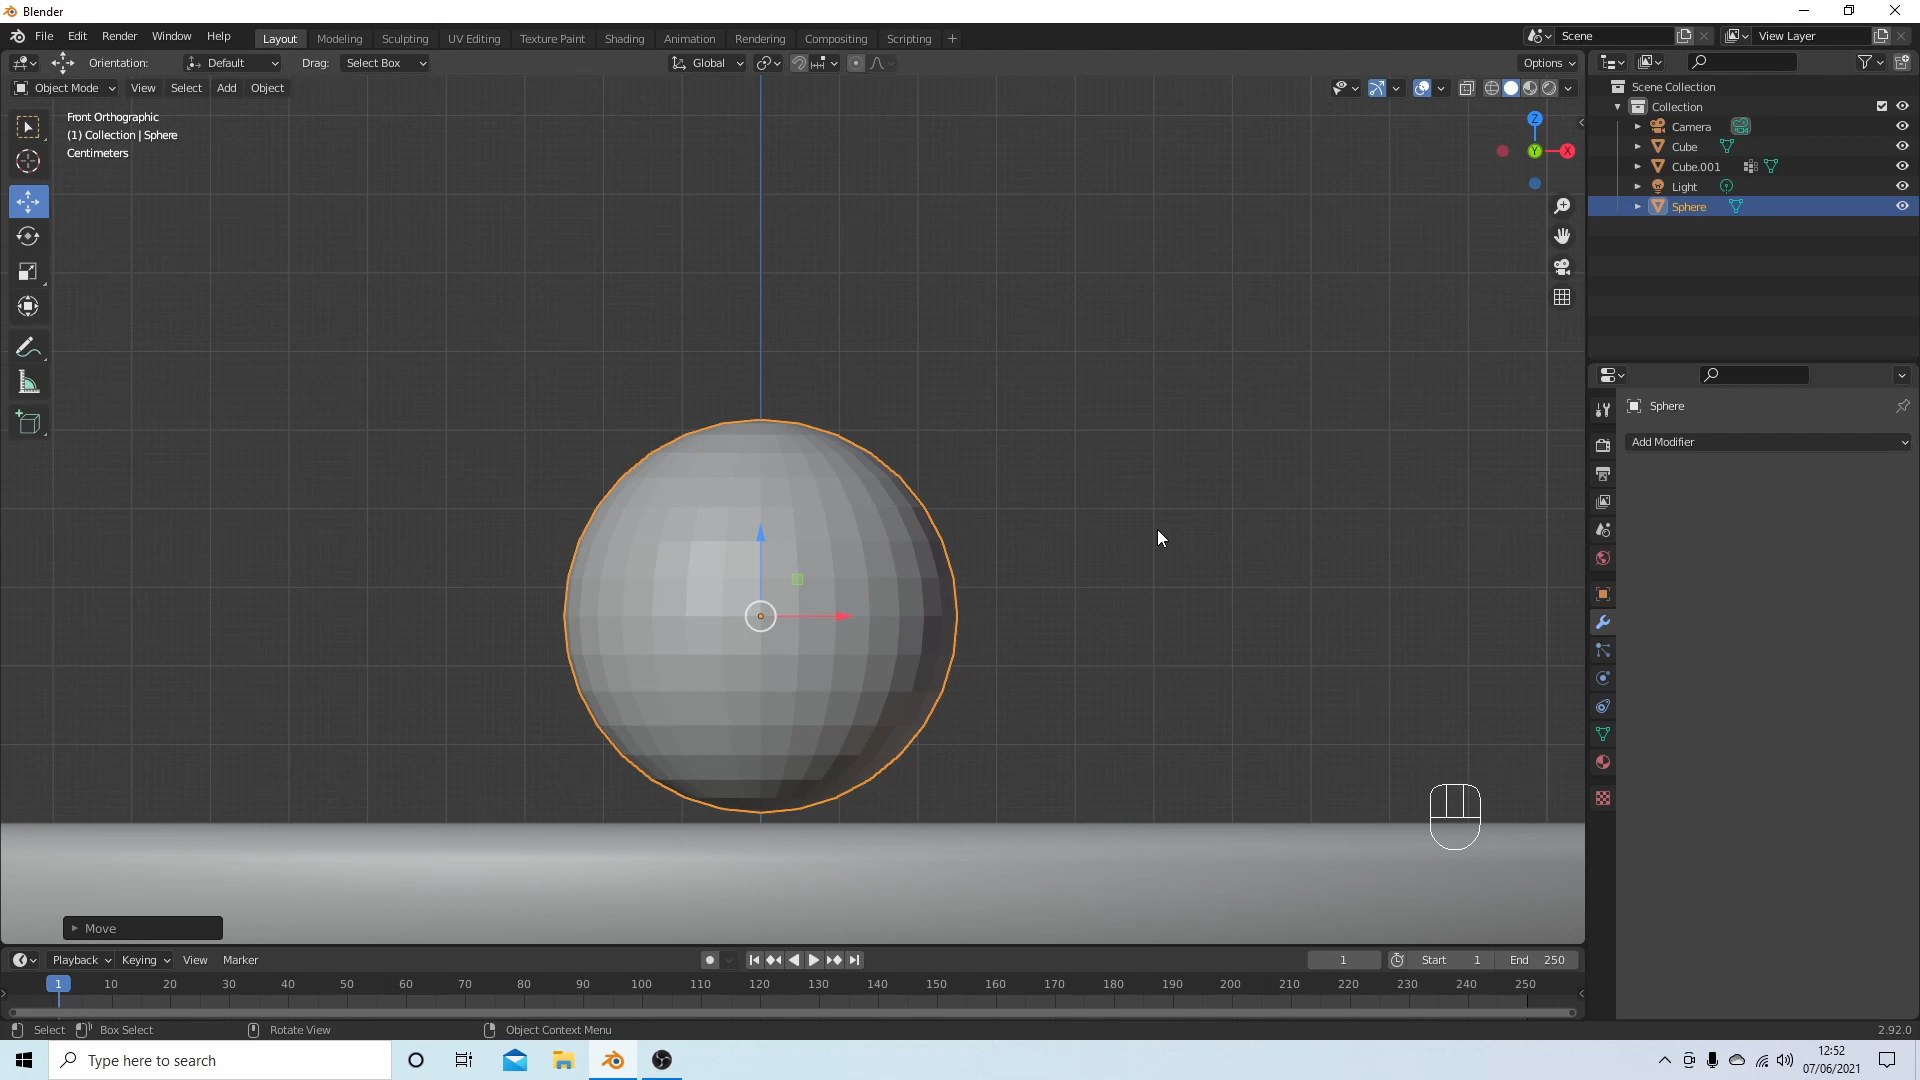 Blender
File Edit Render Window Help
Layout Modeling Sculpting UV Editing Texture Paint Shading Animation Rendering Compositing Scripting +
Scene View Layer
Orientation: Default Drag: Select Box Global Options
Object Mode View Select Add Object
Front Orthographic
(1) Collection | Sphere
Centimeters
Z
Y X
Scene Collection
Collection
Camera
Cube
Cube.001
Light
Sphere
Sphere
Add Modifier
Move
Playback Keying View Marker 1 Start 1 End 250
1 10 20 30 40 50 60 70 80 90 100 110 120 130 140 150 160 170 180 190 200 210 220 230 240 250
Select Box Select Rotate View Object Context Menu 2.92.0
Type here to search
12:52
07/06/2021